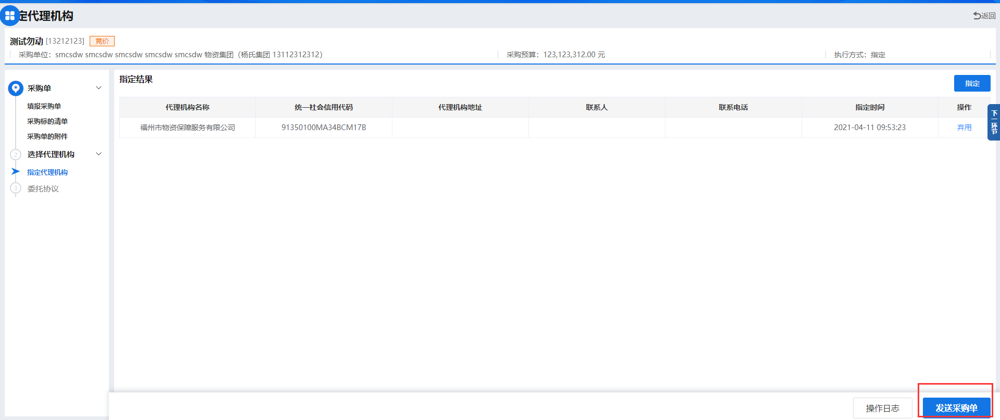 定代理机构
返回
测试勿动 [13212123] 竞价
采购单位：smcsdw smcsdw smcsdw smcsdw smcsdw 物资集团（杨氏集团 13112312312） 采购预算：123,123,312.00 元 执行方式：指定
采购单
填报采购单
采购标的清单
采购单的附件
2 选择代理机构
指定代理机构
3 委托协议
指定结果
指定
代理机构名称 统一社会信用代码 代理机构地址 联系人 联系电话 指定时间 操作
福州市物资保障服务有限公司 91350100MA34BCM17B 2021-04-11 09:53:23 弃用
下一环节
操作日志 发送采购单